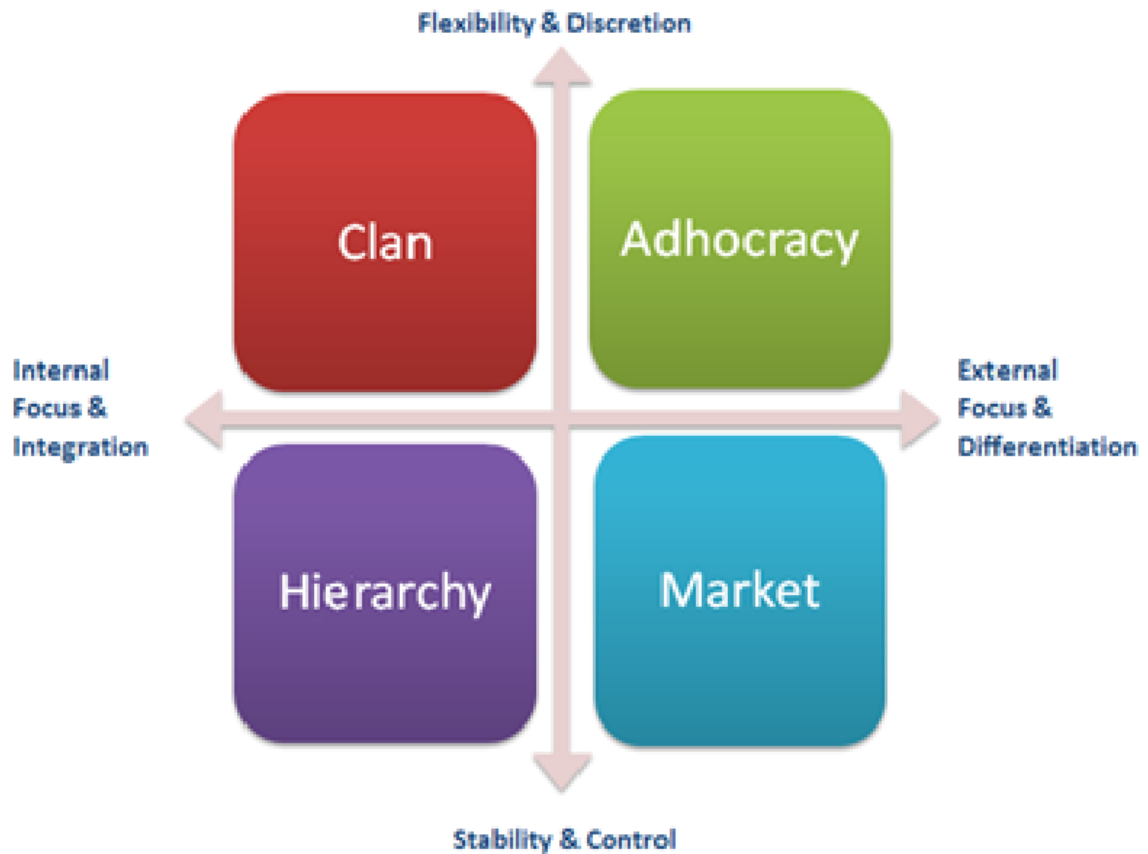 Flexibility & Discretion
Clan
Adhocracy
Internal
Focus &
Integration
External
Focus &
Differentiation
Hierarchy
Market
Stability & Control